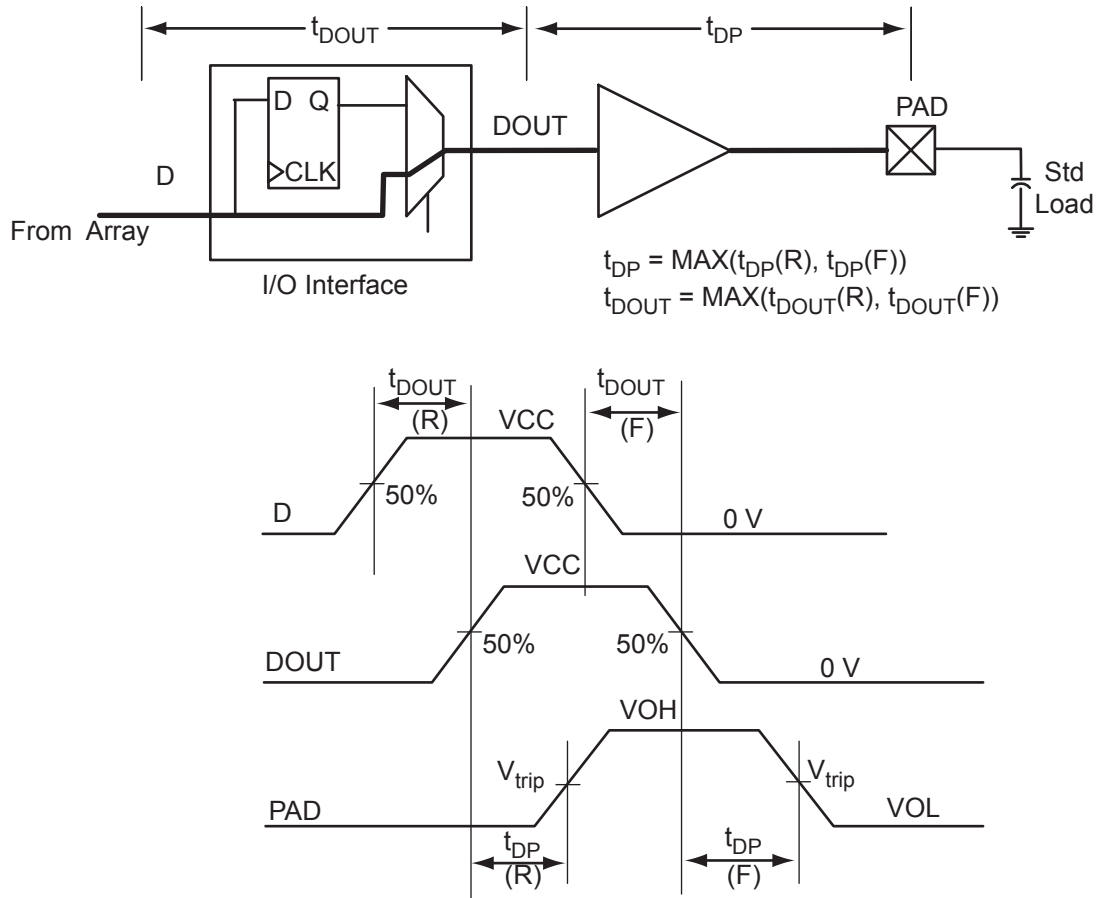 tDOUT
tDP
D Q
CLK
DOUT
PAD
D
From Array
Std
Load
I/O Interface
tDP = MAX(tDP(R), tDP(F))
tDOUT = MAX(tDOUT(R), tDOUT(F))
tDOUT
(R)
VCC
tDOUT
(F)
50%
50%
D
0 V
VCC
50%
50%
DOUT
0 V
VOH
Vtrip
Vtrip
PAD
VOL
tDP
(R)
tDP
(F)